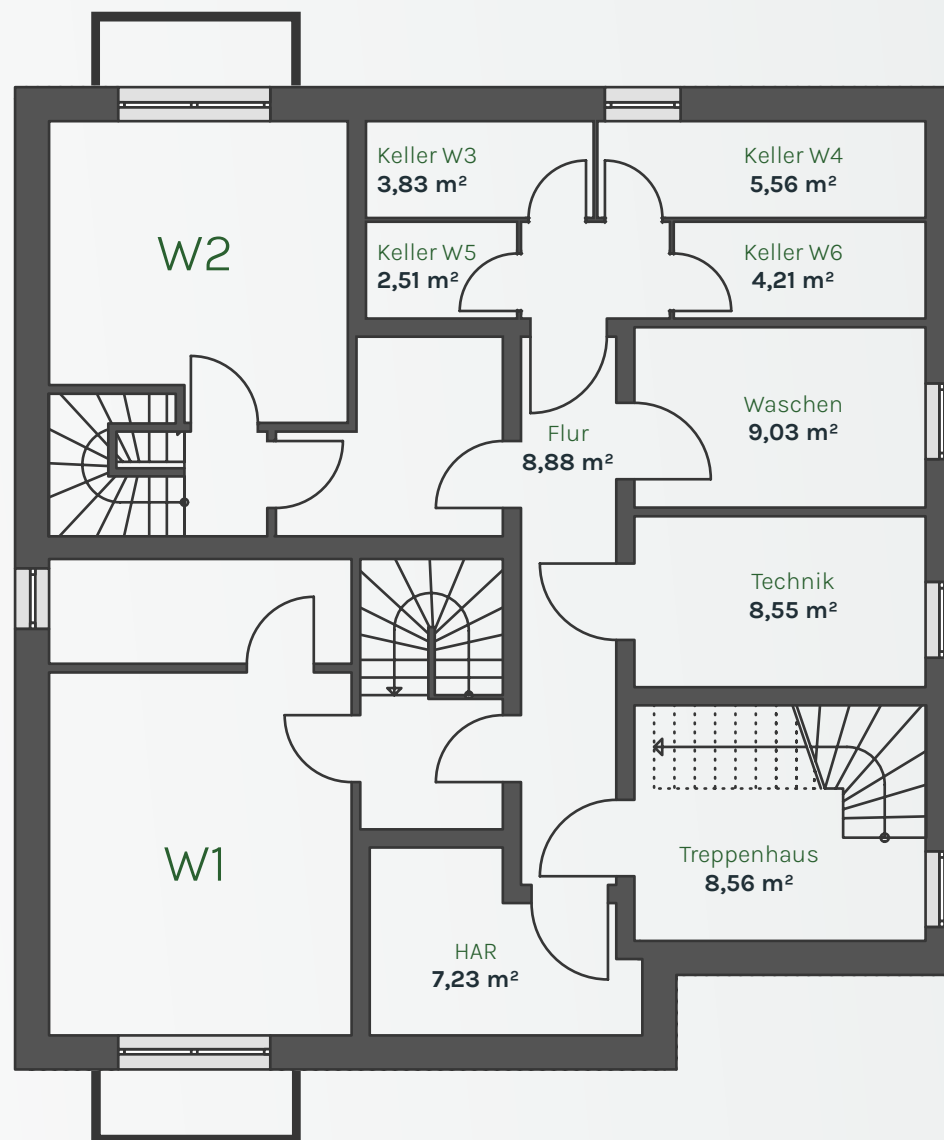 Keller W3
3,83 m²
Keller W4
5,56 m²
W2
Keller W5
2,51 m²
Keller W6
4,21 m²
Waschen
9,03 m²
Flur
8,88 m²
Technik
8,55 m²
W1
Treppenhaus
8,56 m²
HAR
7,23 m²